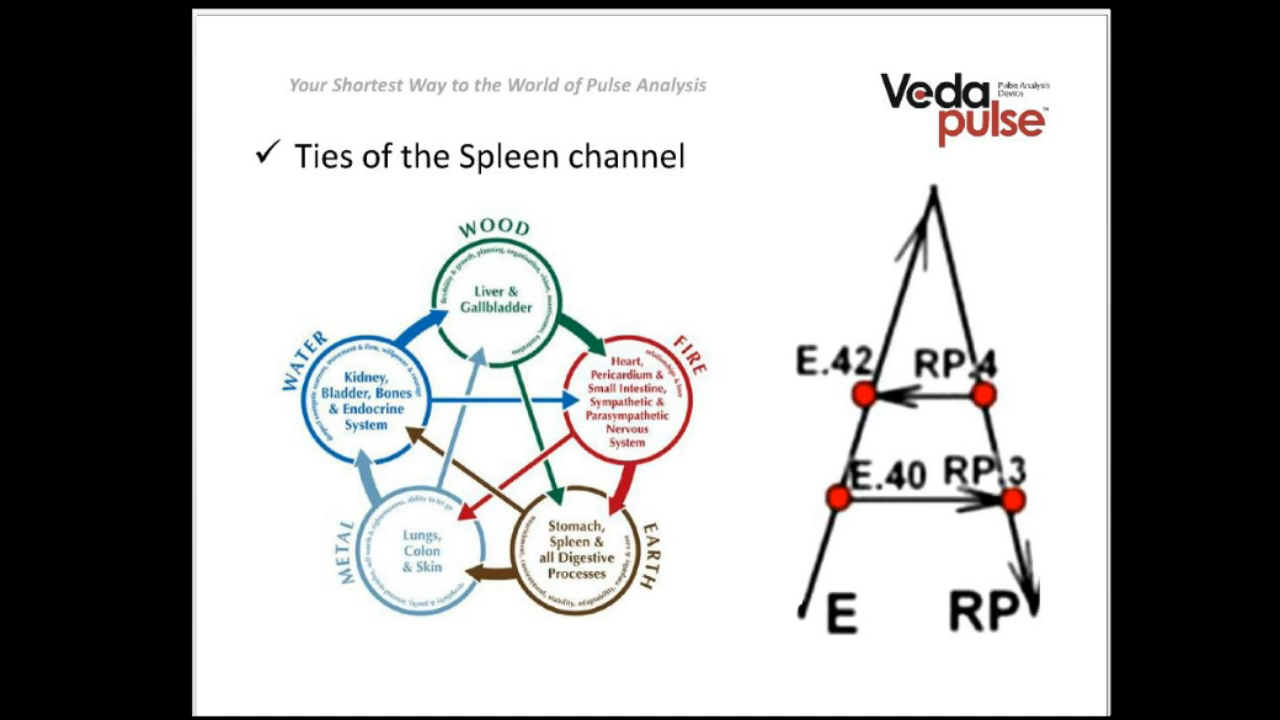 Your Shortest Way to the World of Pulse Analysis
Veda
Pulse Analysis
Device
pulse
™
✓ Ties of the Spleen channel
WOOD
Liver &
Gallbladder
WATER
Kidney,
Bladder, Bones
& Endocrine
System
FIRE
Heart,
Pericardium &
Small Intestine,
Sympathetic &
Parasympathetic
Nervous
System
METAL
Lungs,
Colon
& Skin
EARTH
Stomach,
Spleen &
all Digestive
Processes
E.42 RP.4
E.40 RP.3
E RP